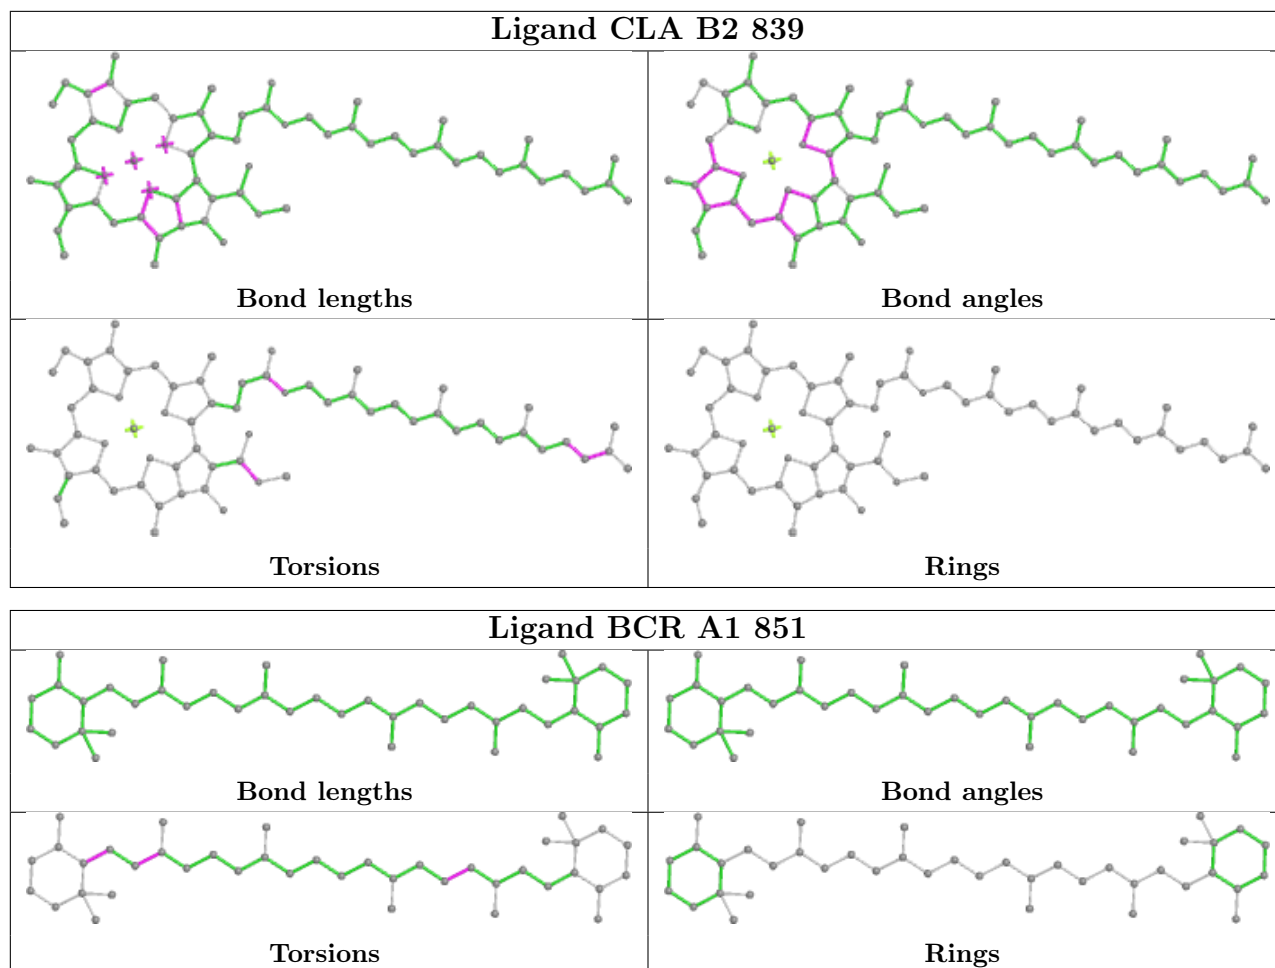 Ligand CLA B2 839
Bond lengths
Bond angles
Torsions
Rings
Ligand BCR A1 851
Bond lengths
Bond angles
Torsions
Rings